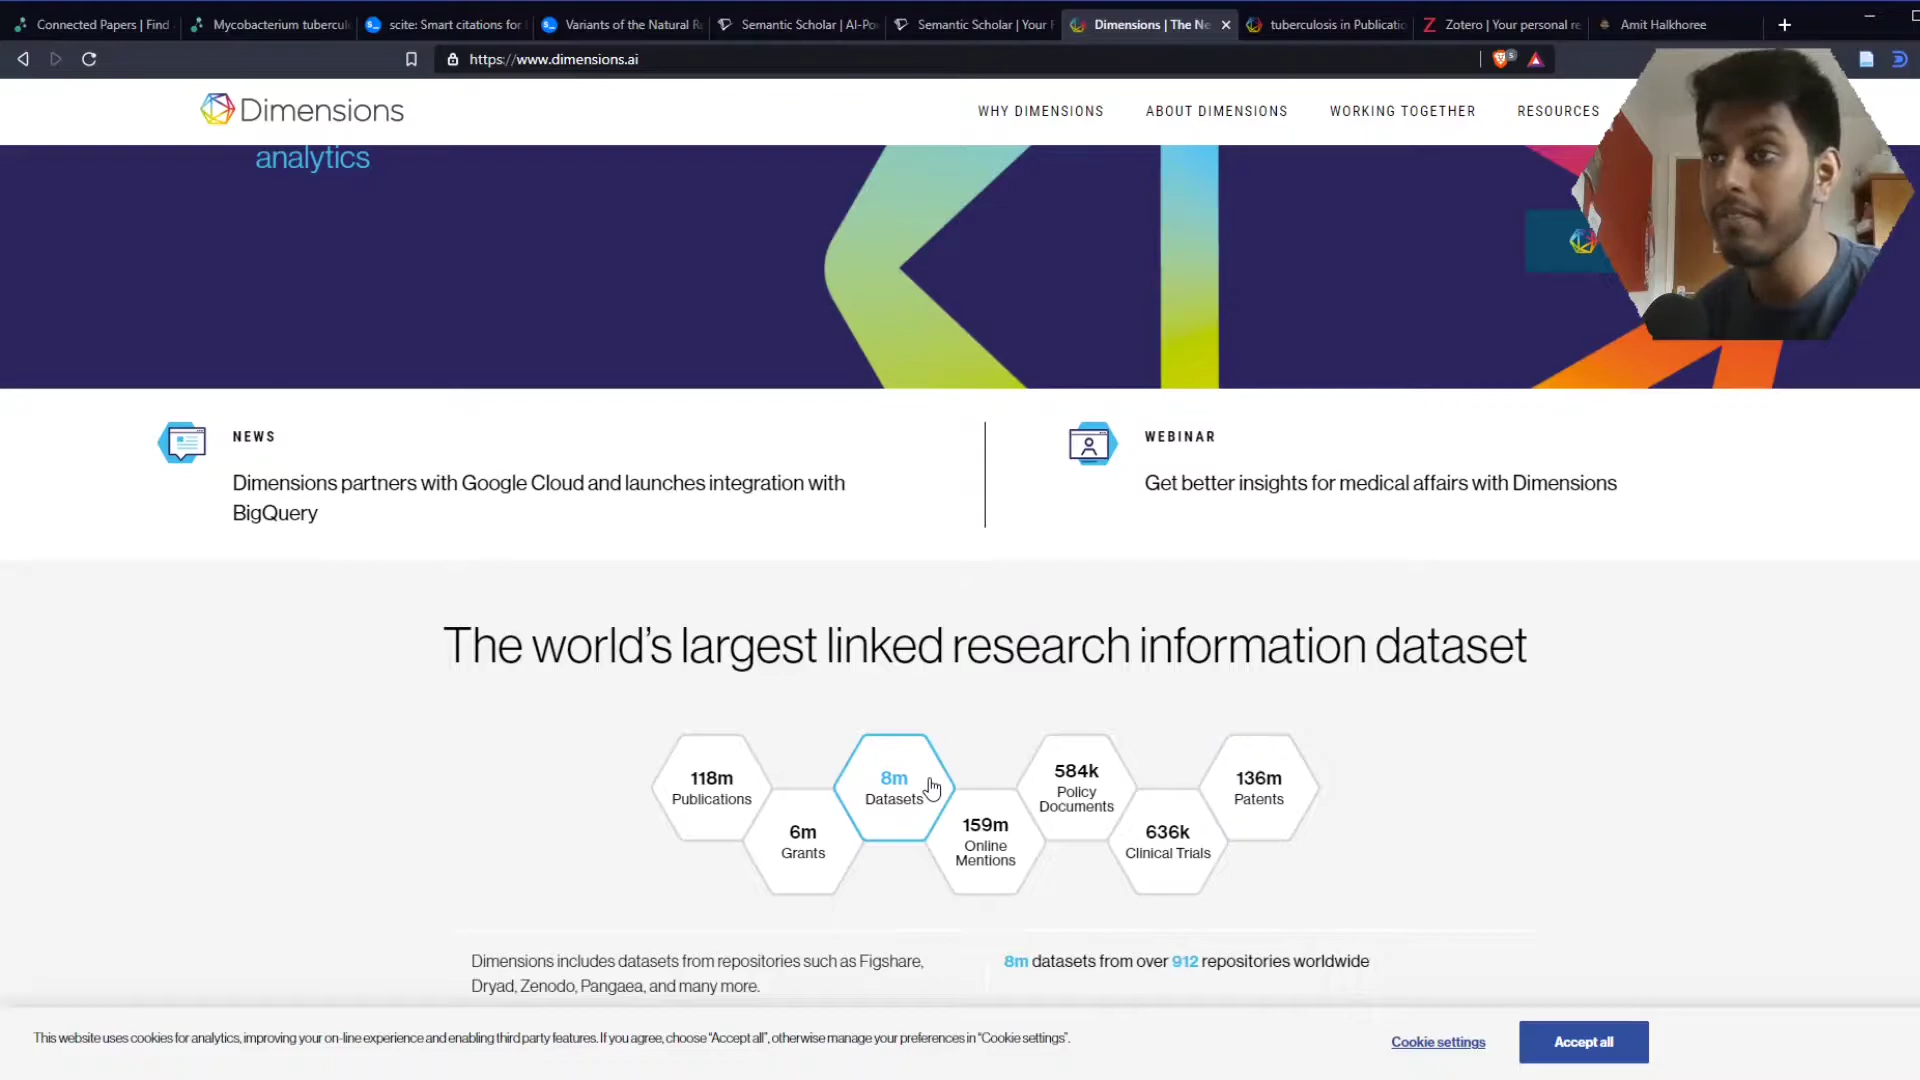 Connected Papers | Find
Mycobacterium tubercul
scite: Smart citations for
Variants of the Natural R
Semantic Scholar | AI-Po
Semantic Scholar | Your
Dimensions | The Ne
tuberculosis in Publicatio
Zotero | Your personal re
Amit Halkhoree
https://www.dimensions.ai
Dimensions
WHY DIMENSIONS
ABOUT DIMENSIONS
WORKING TOGETHER
RESOURCES
analytics
NEWS
Dimensions partners with Google Cloud and launches integration with
BigQuery
WEBINAR
Get better insights for medical affairs with Dimensions
The world's largest linked research information dataset
118m
Publications
6m
Grants
8m
Datasets
159m
Online
Mentions
584k
Policy
Documents
636k
Clinical Trials
136m
Patents
Dimensions includes datasets from repositories such as Figshare,
Dryad, Zenodo, Pangaea, and many more.
8m datasets from over 912 repositories worldwide
This website uses cookies for analytics, improving your on-line experience and enabling third party features. If you agree, choose "Accept all", otherwise manage your preferences in "Cookie settings".
Cookie settings
Accept all